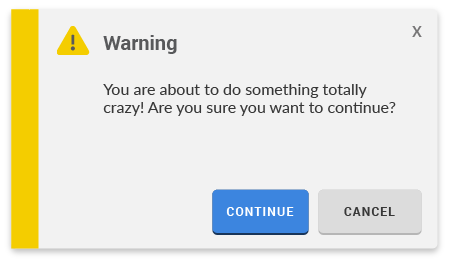 Warning
X
You are about to do something totally
crazy! Are you sure you want to continue?
CONTINUE
CANCEL